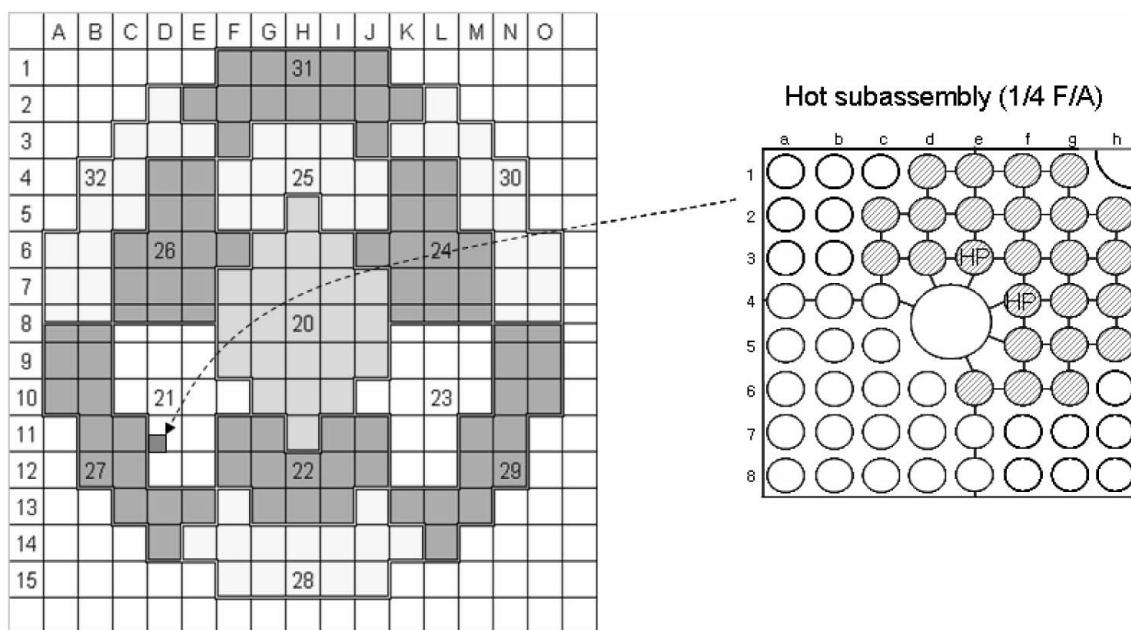 A B C D E F G H I J K L M N O
1 31
2
3
4 32 25 30
5
6 26 24
7
8 20
9
10 21 23
11
12 27 22 29
13
14
15 28
Hot subassembly (1/4 F/A)
a b c d e f g h
1
2
3 HP
4 HP
5
6
7
8